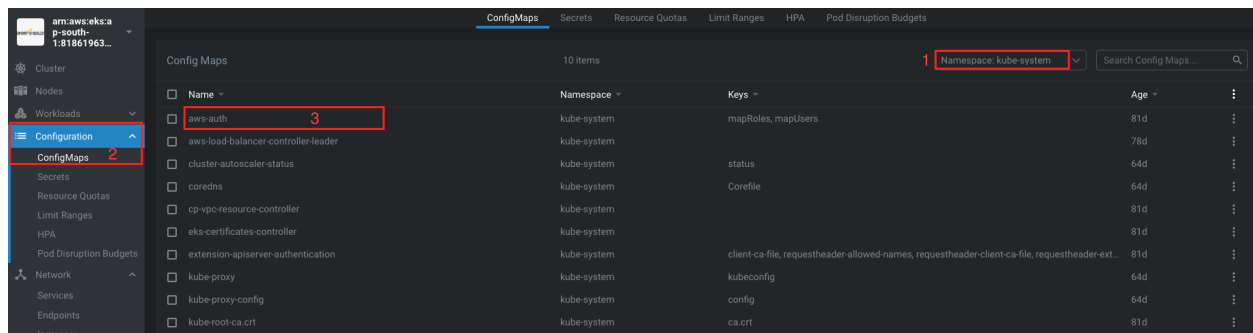 arn:aws:eks:a
p-south-
1:81861963...
Cluster
Nodes
Workloads
Configuration
ConfigMaps 2
Secrets
Resource Quotas
Limit Ranges
HPA
Pod Disruption Budgets
Network
Services
Endpoints
ConfigMaps Secrets Resource Quotas Limit Ranges HPA Pod Disruption Budgets
Config Maps 10 items 1 Namespace: kube-system Search Config Maps...
Name Namespace Keys Age
aws-auth 3 kube-system mapRoles, mapUsers 81d
aws-load-balancer-controller-leader kube-system 78d
cluster-autoscaler-status kube-system status 64d
coredns kube-system Corefile 64d
cp-vpc-resource-controller kube-system 81d
eks-certificates-controller kube-system 81d
extension-apiserver-authentication kube-system client-ca-file, requestheader-allowed-names, requestheader-client-ca-file, requestheader-ext... 81d
kube-proxy kube-system kubeconfig 64d
kube-proxy-config kube-system config 64d
kube-root-ca.crt kube-system ca.crt 81d